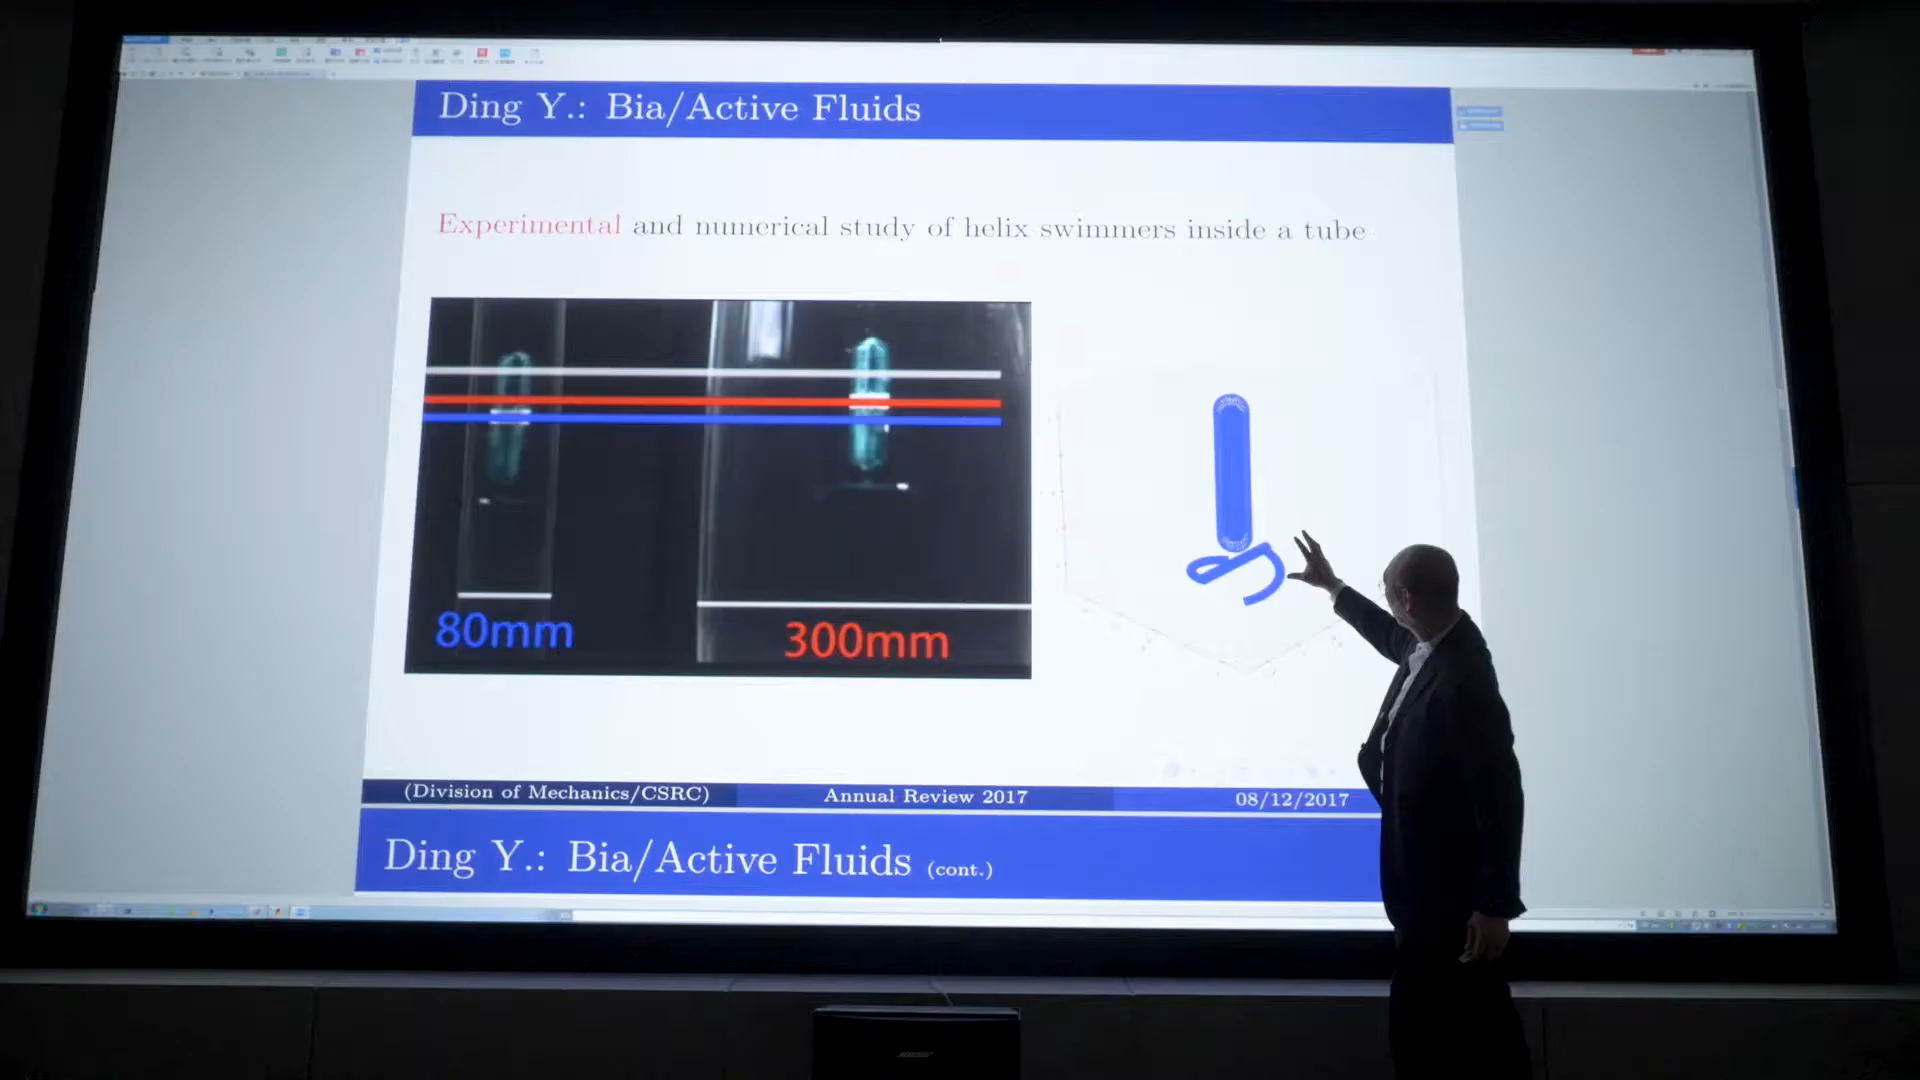 Ding Y.: Bia/Active Fluids
Experimental and numerical study of helix swimmers inside a tube
80mm
300mm
(Division of Mechanics/CSRC)
Annual Review 2017
08/12/2017
Ding Y.: Bia/Active Fluids (cont.)
BOSE